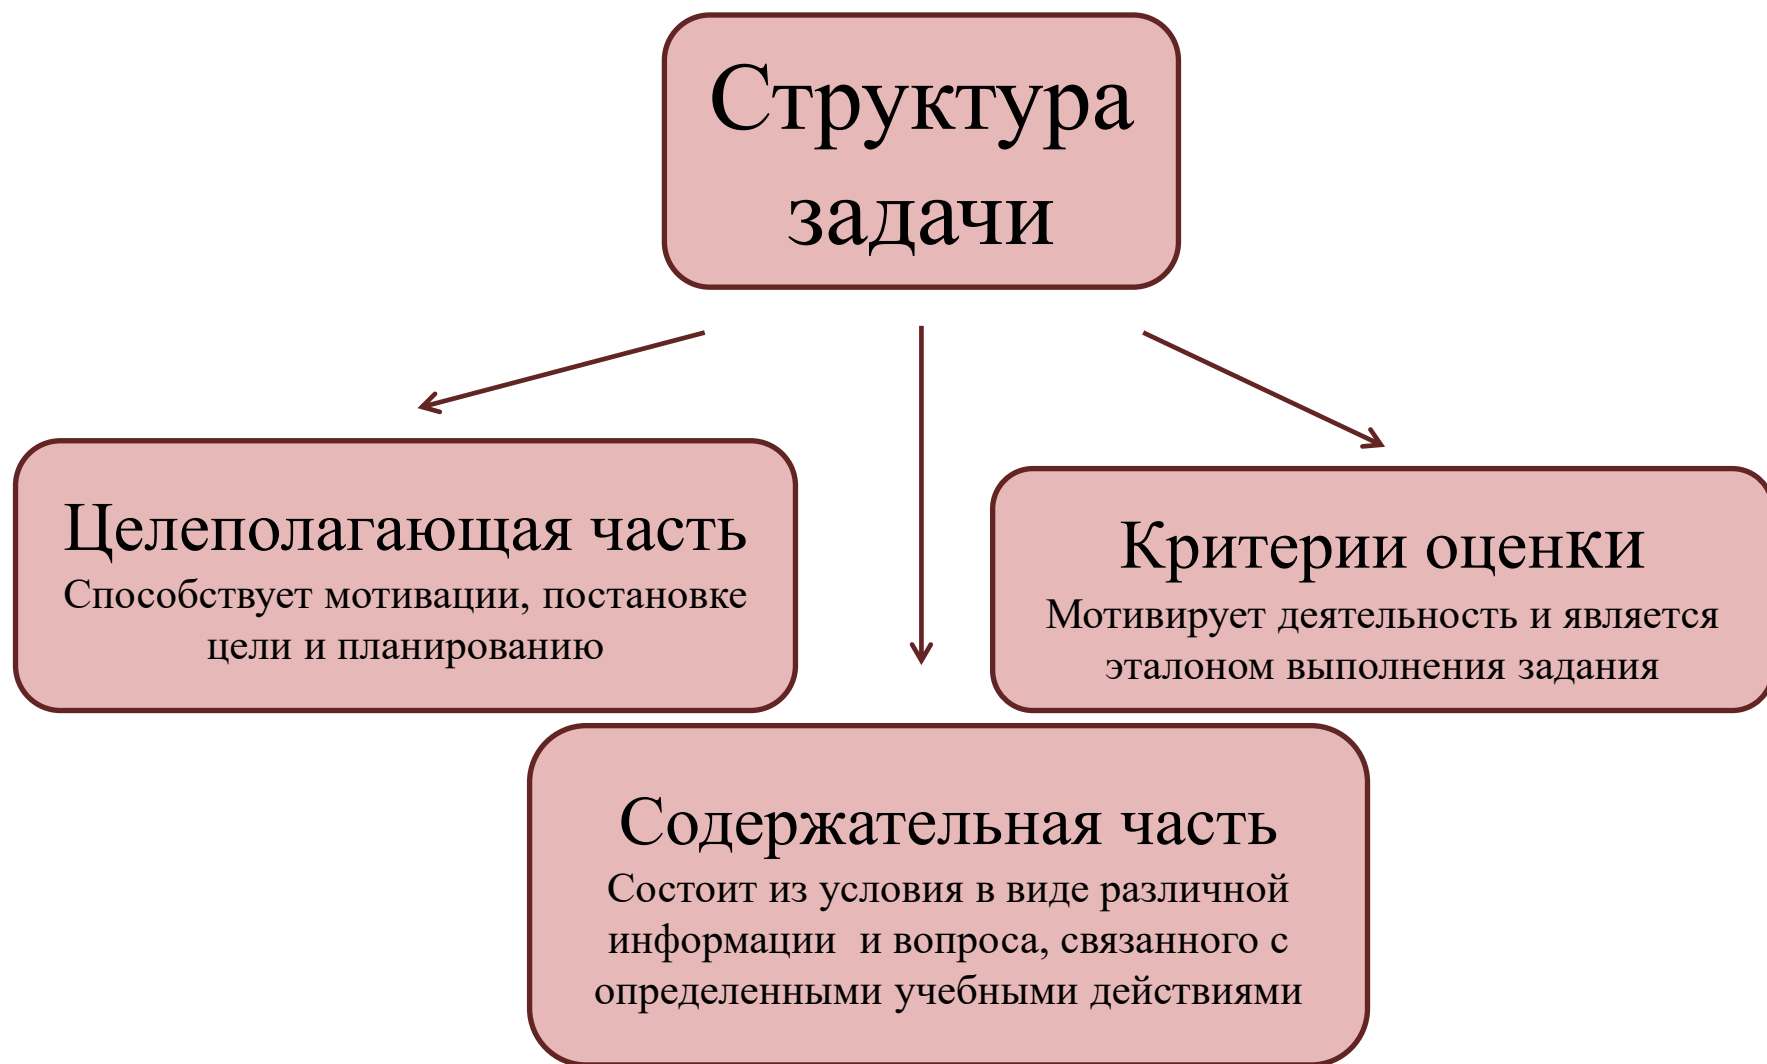 Структура
задачи
Целеполагающая часть
Способствует мотивации, постановке
цели и планированию
Критерии оценки
Мотивирует деятельность и является
эталоном выполнения задания
Содержательная часть
Состоит из условия в виде различной
информации  и вопроса, связанного с
определенными учебными действиями